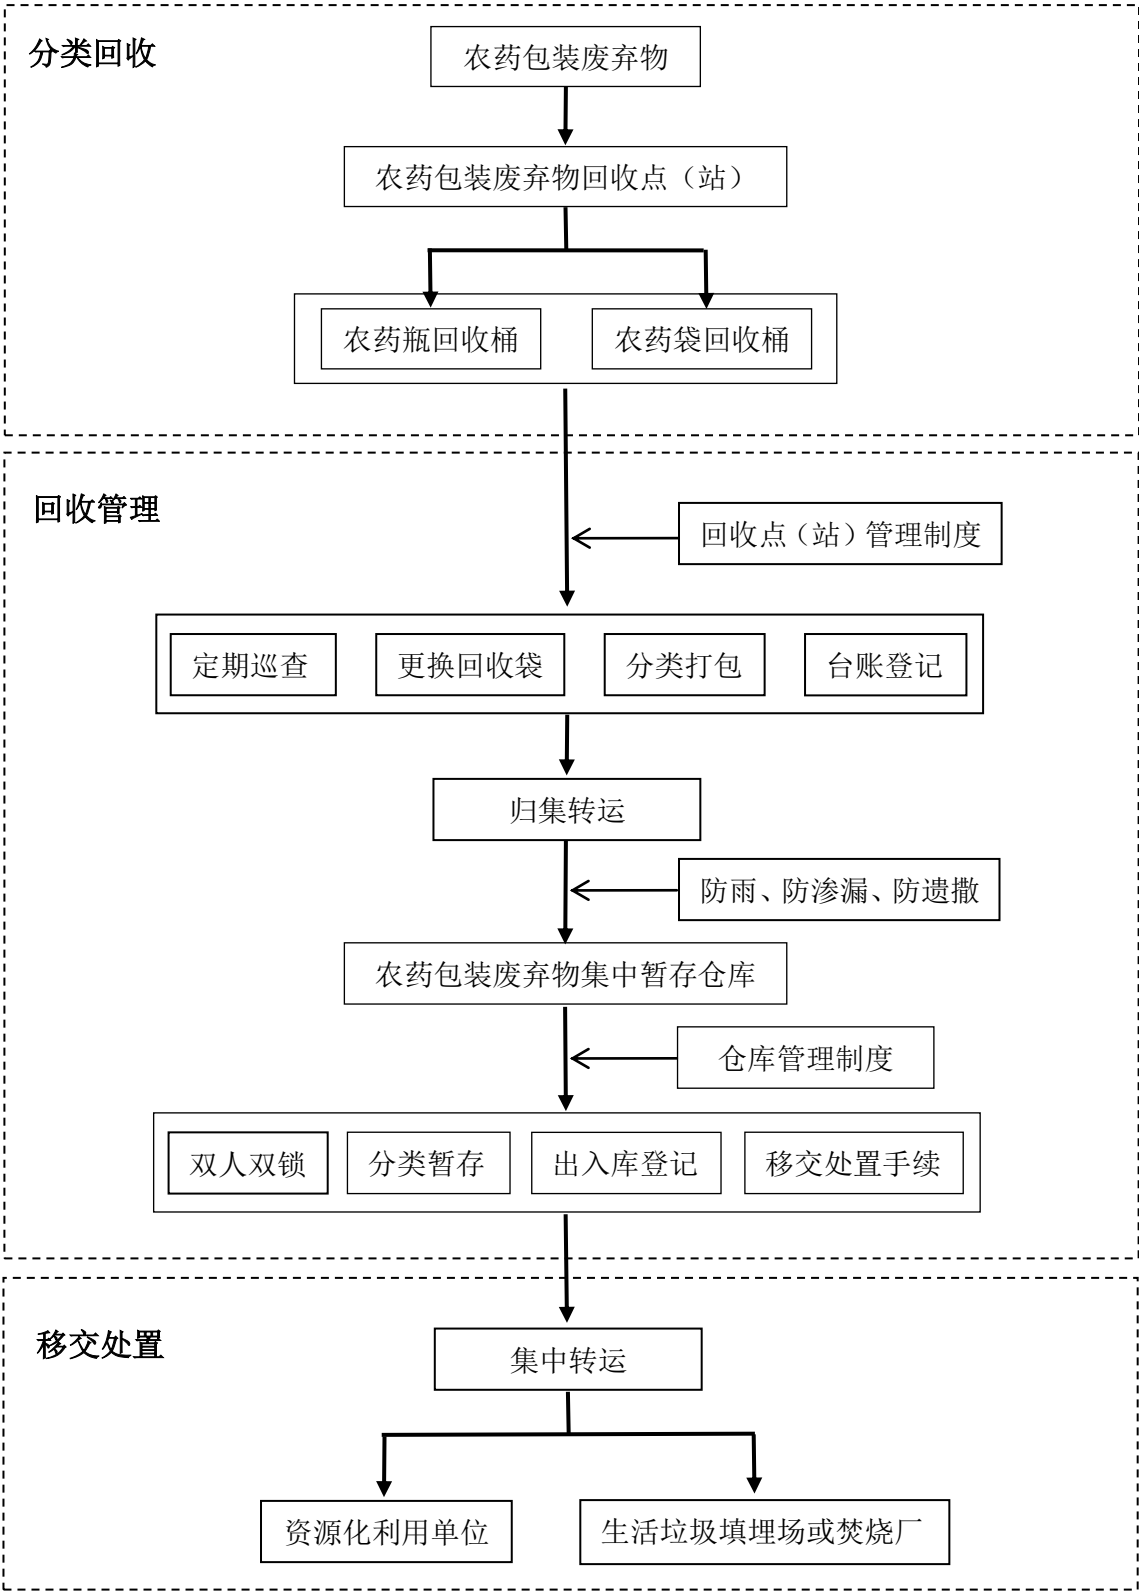 分类回收
农药包装废弃物
农药包装废弃物回收点（站）
农药瓶回收桶
农药袋回收桶
回收管理
回收点（站）管理制度
定期巡查
更换回收袋
分类打包
台账登记
归集转运
防雨、防渗漏、防遗撒
农药包装废弃物集中暂存仓库
仓库管理制度
双人双锁
分类暂存
出入库登记
移交处置手续
移交处置
集中转运
资源化利用单位
生活垃圾填埋场或焚烧厂